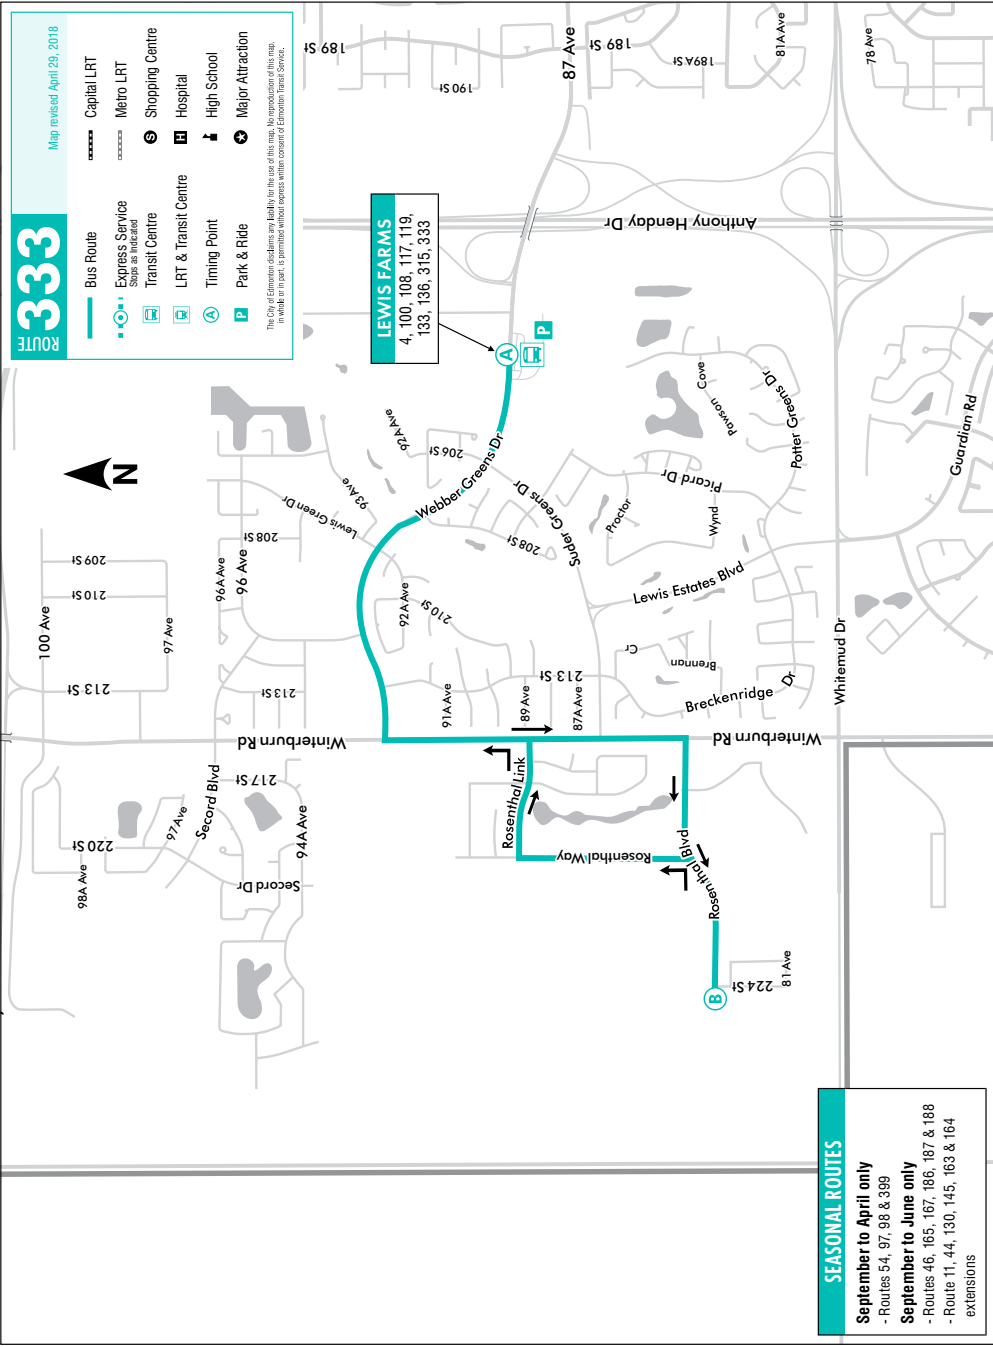 ROUTE 333
Map revised April 29, 2018
Bus Route
Express Service
Stops as Indicated
Transit Centre
LRT & Transit Centre
Timing Point
Park & Ride
Capital LRT
Metro LRT
Shopping Centre
Hospital
High School
Major Attraction
S
H
A
P
The City of Edmonton disclaims any liability for the use of this map. No reproduction of this map,
in whole or in part, is permitted without express written consent of Edmonton Transit Service.
N
LEWIS FARMS
4, 100, 108, 117, 119,
133, 136, 315, 333
A
P
B
189 St
190 St
87 Ave
189 St
189A St
81A Ave
78 Ave
Anthony Henday Dr
92A Ave
206 St
Webber Greens Dr
93 Ave
Lewis Green Dr
Suder Greens Dr
208 St
208 St
Pawson Cove
Potter Greens Dr
Picard Dr
Proctor
Wynd
Guardian Rd
Lewis Estates Blvd
209 St
210 St
100 Ave
97 Ave
213 St
96A Ave
96 Ave
213 St
92A Ave
210 St
91A Ave
89 Ave
213 St
87A Ave
Brennan
Cr
Breckenridge Dr
Whitemud Dr
Winterburn Rd
Winterburn Rd
217 St
Secord Blvd
97 Ave
220 St
98A Ave
94A Ave
Secord Dr
Rosenthal Link
Rosenthal Way
Rosenthal Blvd
224 St
81 Ave
SEASONAL ROUTES
September to April only
- Routes 54, 97, 98 & 399
September to June only
- Routes 46, 165, 167, 186, 187 & 188
- Route 11, 44, 130, 145, 163 & 164
extensions